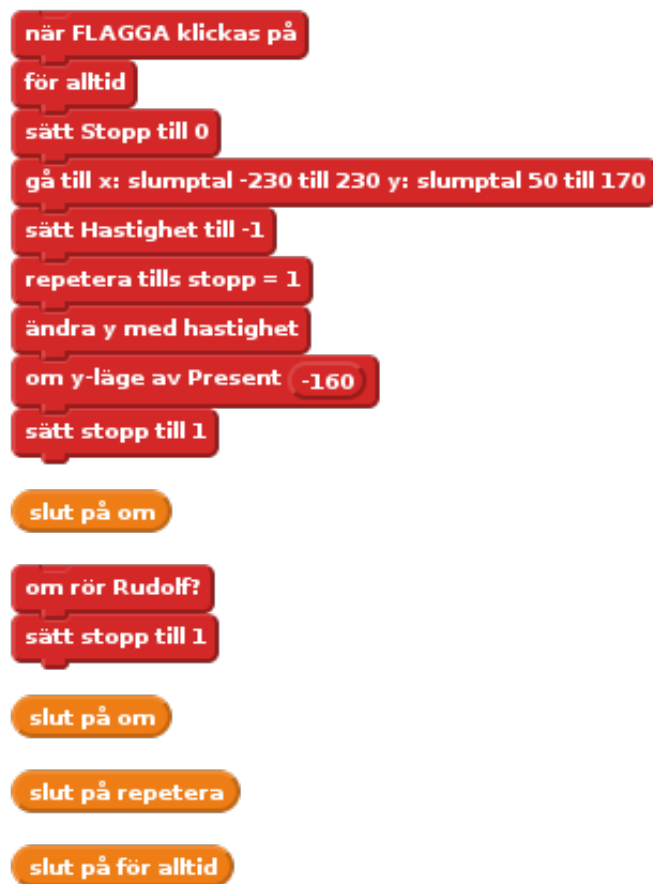 när FLAGGA klickas på
för alltid
sätt Stopp till 0
gå till x: slumptal -230 till 230 y: slumptal 50 till 170
sätt Hastighet till -1
repetera tills stopp = 1
ändra y med hastighet
om y-läge av Present -160
sätt stopp till 1
slut på om
om rör Rudolf?
sätt stopp till 1
slut på om
slut på repetera
slut på för alltid